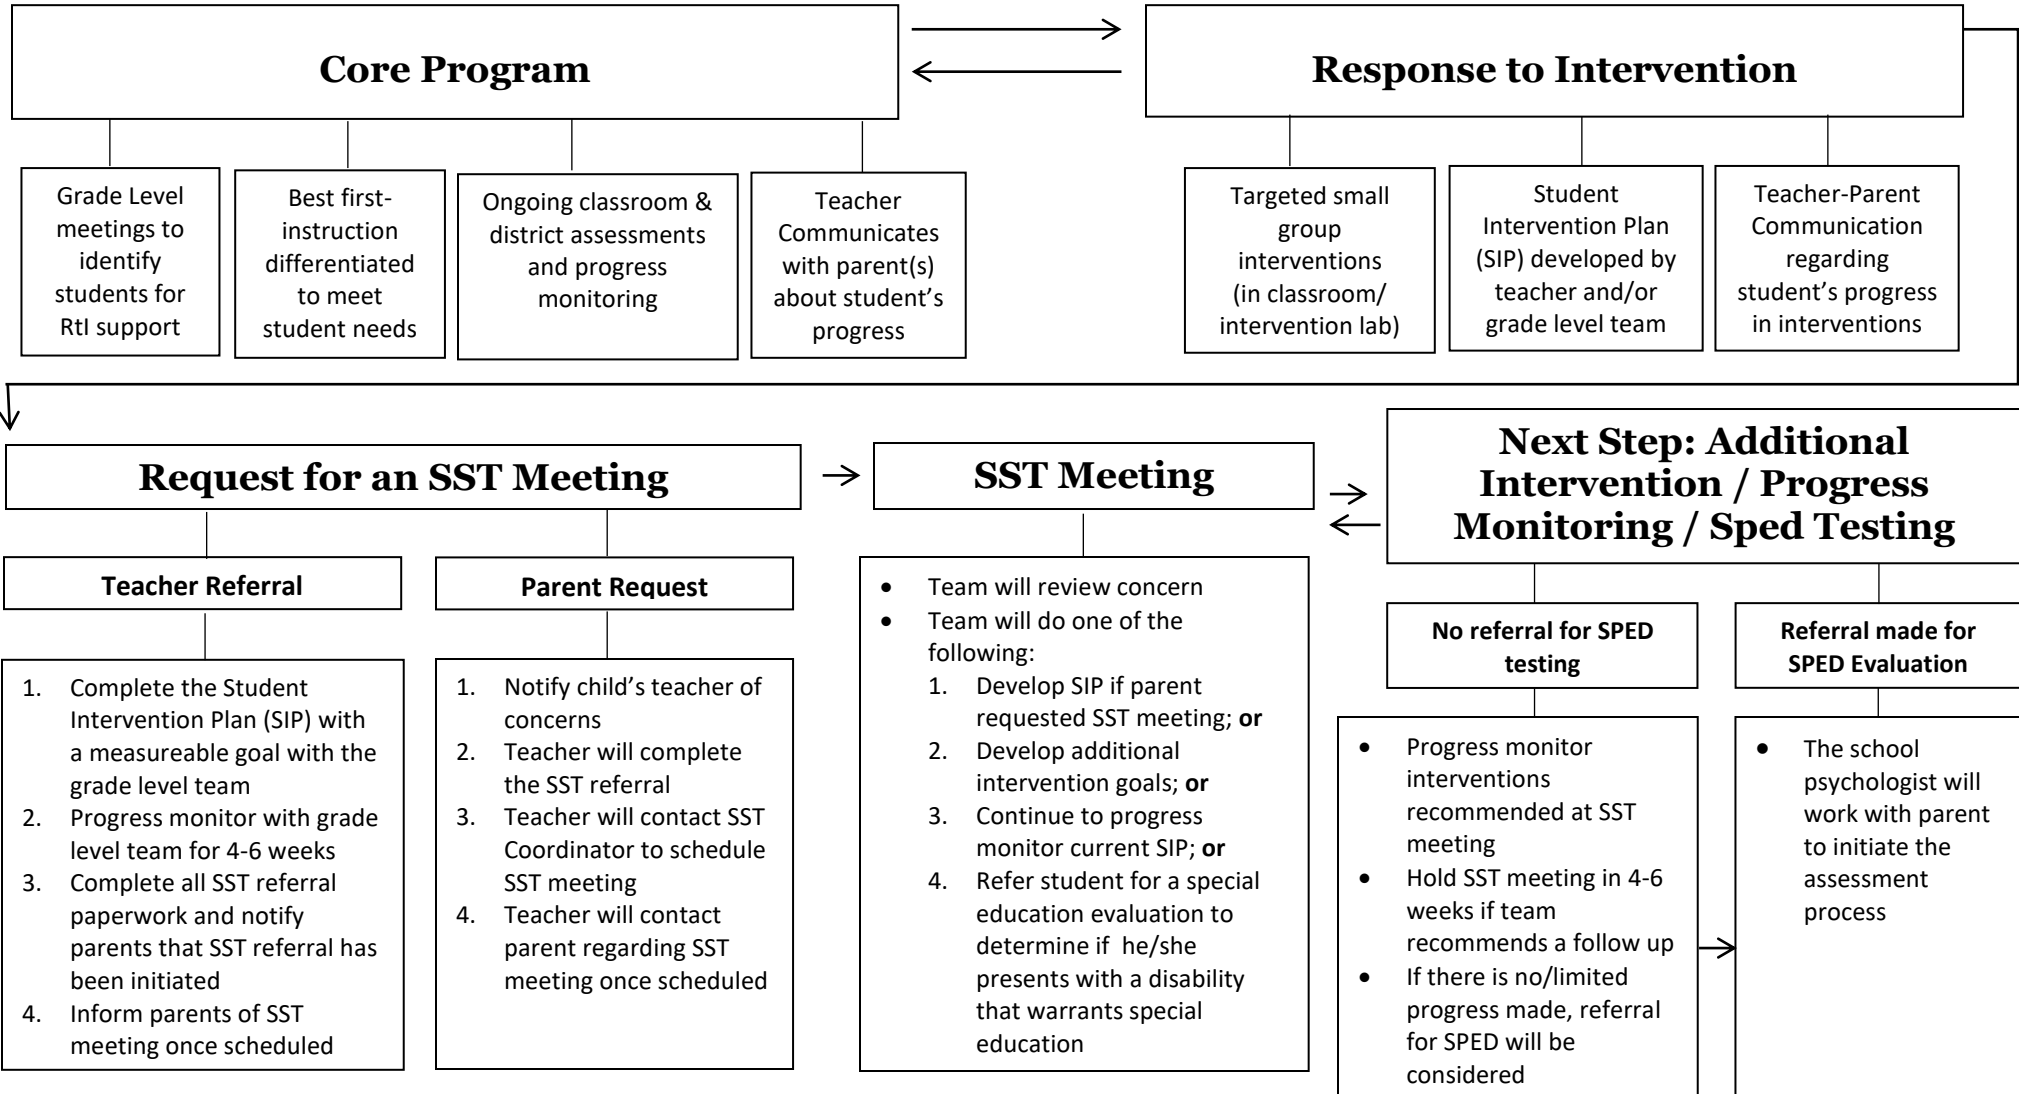 Core Program
Response to Intervention
Grade Level
meetings to
identify
students for
RtI support
Best first-
instruction
differentiated
to meet
student needs
Ongoing classroom &
district assessments
and progress
monitoring
Teacher
Communicates
with parent(s)
about student’s
progress
Targeted small
group
interventions
(in classroom/
intervention lab)
Student
Intervention Plan
(SIP) developed by
teacher and/or
grade level team
Teacher-Parent
Communication
regarding
student’s progress
in interventions
Request for an SST Meeting
Teacher Referral
1. Complete the Student
Intervention Plan (SIP) with
a measureable goal with the
grade level team
2. Progress monitor with grade
level team for 4-6 weeks
3. Complete all SST referral
paperwork and notify
parents that SST referral has
been initiated
4. Inform parents of SST
meeting once scheduled
Parent Request
1. Notify child’s teacher of
concerns
2. Teacher will complete
the SST referral
3. Teacher will contact SST
Coordinator to schedule
SST meeting
4. Teacher will contact
parent regarding SST
meeting once scheduled
SST Meeting
• Team will review concern
• Team will do one of the
following:
1. Develop SIP if parent
requested SST meeting; or
2. Develop additional
intervention goals; or
3. Continue to progress
monitor current SIP; or
4. Refer student for a special
education evaluation to
determine if he/she
presents with a disability
that warrants special
education
Next Step: Additional
Intervention / Progress
Monitoring / Sped Testing
No referral for SPED
testing
• Progress monitor
interventions
recommended at SST
meeting
• Hold SST meeting in 4-6
weeks if team
recommends a follow up
• If there is no/limited
progress made, referral
for SPED will be
considered
Referral made for
SPED Evaluation
• The school
psychologist will
work with parent
to initiate the
assessment
process